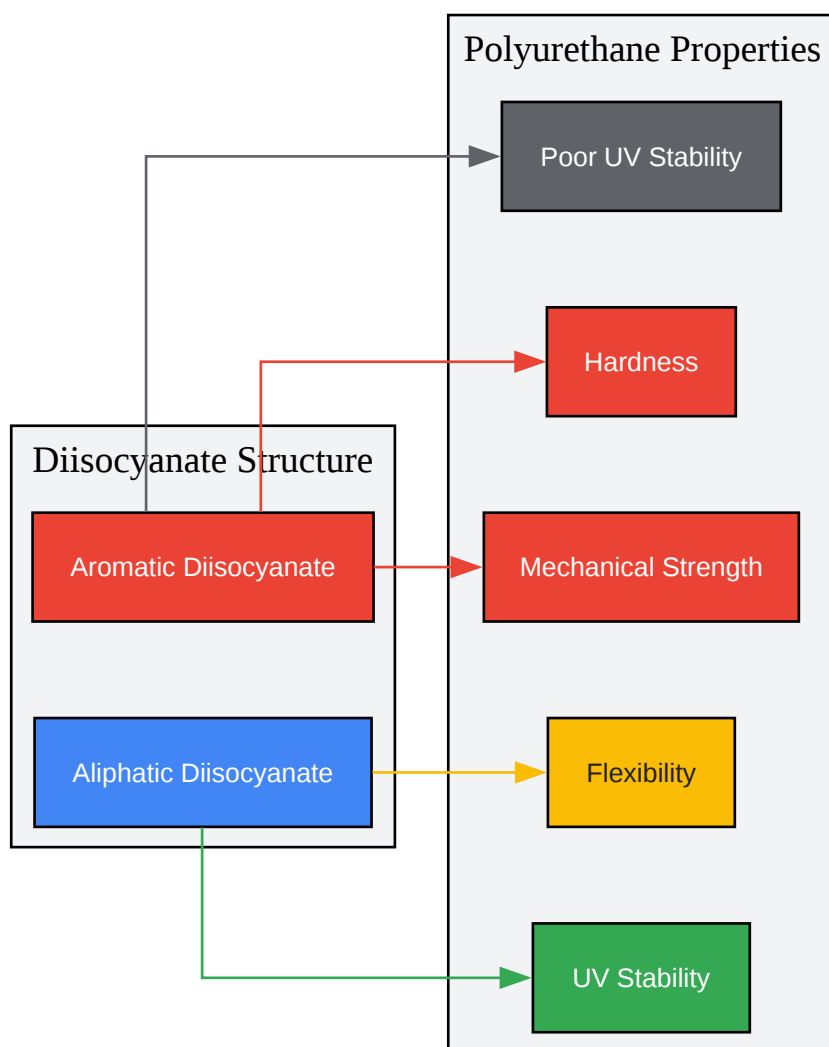 Polyurethane Properties
Poor UV Stability
Hardness
Diisocyanate Structure
Aromatic Diisocyanate
Mechanical Strength
Aliphatic Diisocyanate
Flexibility
UV Stability